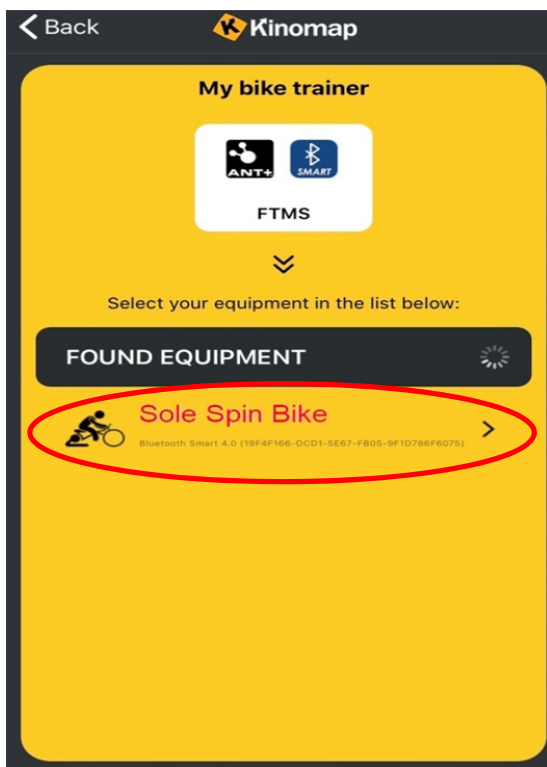 Back
Kinomap
My bike trainer
ANT+
SMART
FTMS
Select your equipment in the list below:
FOUND EQUIPMENT
Sole Spin Bike
Bluetooth Smart 4.0 (19F4F166-DCD1-5E67-FB05-9F1D786F6075)